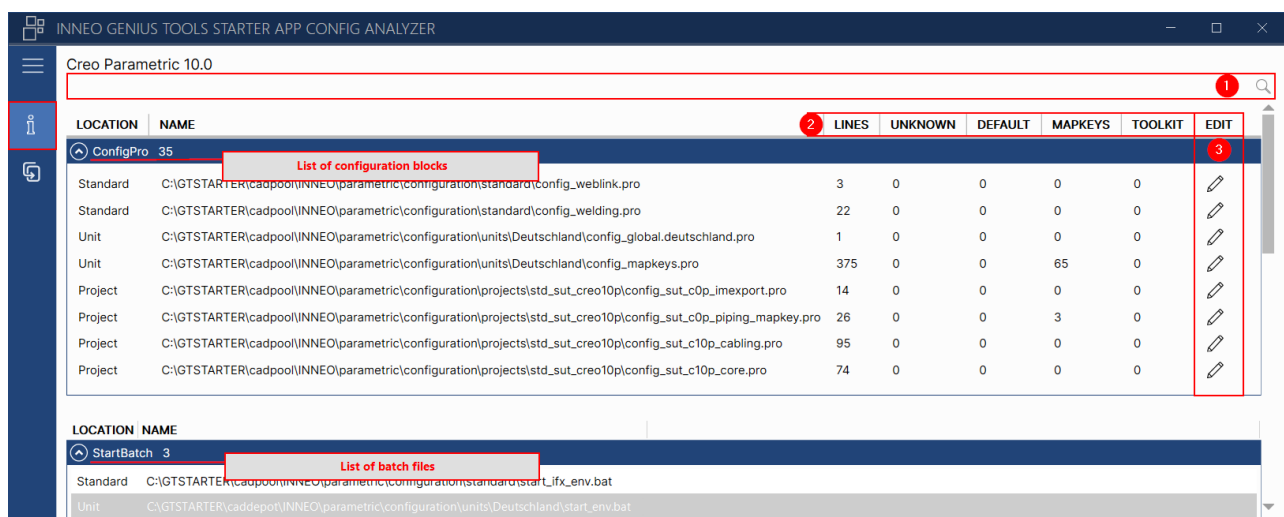 INNEO GENIUS TOOLS STARTER APP CONFIG ANALYZER
Creo Parametric 10.0
1
LOCATION NAME 2 LINES UNKNOWN DEFAULT MAPKEYS TOOLKIT EDIT
ConfigPro 35 3
List of configuration blocks
Standard C:\GTSTARTER\cadpool\INNEO\parametric\configuration\standard\config_weblink.pro 3 0 0 0 0
Standard C:\GTSTARTER\cadpool\INNEO\parametric\configuration\standard\config_welding.pro 22 0 0 0 0
Unit C:\GTSTARTER\cadpool\INNEO\parametric\configuration\units\Deutschland\config_global.deutschland.pro 1 0 0 0 0
Unit C:\GTSTARTER\cadpool\INNEO\parametric\configuration\units\Deutschland\config_mapkeys.pro 375 0 0 65 0
Project C:\GTSTARTER\cadpool\INNEO\parametric\configuration\projects\std_sut_creo10p\config_sut_c0p_imexport.pro 14 0 0 0 0
Project C:\GTSTARTER\cadpool\INNEO\parametric\configuration\projects\std_sut_creo10p\config_sut_c0p_piping_mapkey.pro 26 0 0 3 0
Project C:\GTSTARTER\cadpool\INNEO\parametric\configuration\projects\std_sut_creo10p\config_sut_c10p_cabling.pro 95 0 0 0 0
Project C:\GTSTARTER\cadpool\INNEO\parametric\configuration\projects\std_sut_creo10p\config_sut_c10p_core.pro 74 0 0 0 0
LOCATION NAME
StartBatch 3
List of batch files
Standard C:\GTSTARTER\cadpool\INNEO\parametric\configuration\standard\start_ifx_env.bat
Unit C:\GTSTARTER\caddepot\INNEO\parametric\configuration\units\Deutschland\start_env.bat